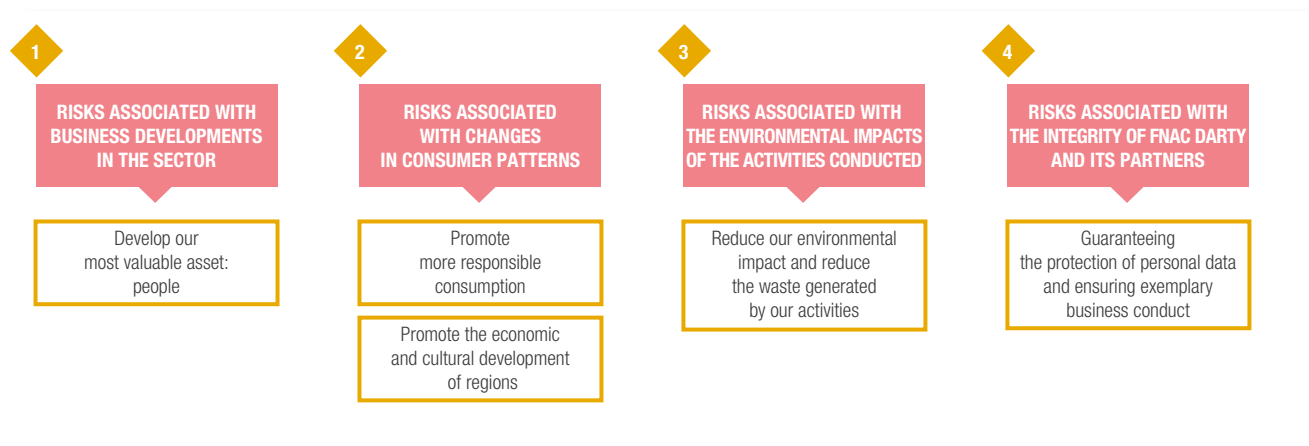 1
RISKS ASSOCIATED WITH
BUSINESS DEVELOPMENTS
IN THE SECTOR
Develop our
most valuable asset:
people
2
RISKS ASSOCIATED
WITH CHANGES
IN CONSUMER PATTERNS
Promote
more responsible
consumption
Promote the economic
and cultural development
of regions
3
RISKS ASSOCIATED WITH
THE ENVIRONMENTAL IMPACTS
OF THE ACTIVITIES CONDUCTED
Reduce our environmental
impact and reduce
the waste generated
by our activities
4
RISKS ASSOCIATED WITH
THE INTEGRITY OF FNAC DARTY
AND ITS PARTNERS
Guaranteeing
the protection of personal data
and ensuring exemplary
business conduct